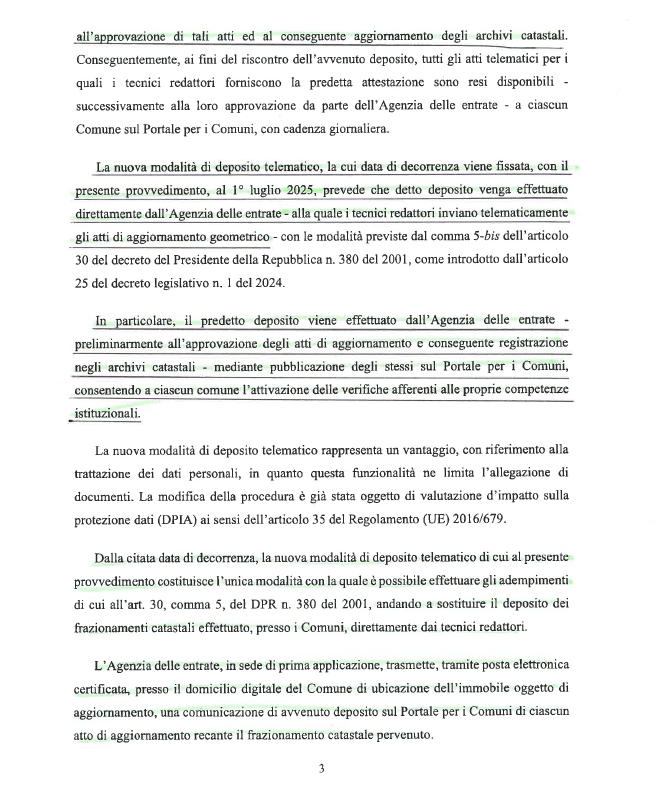 all'approvazione di tali atti ed al conseguente aggiornamento degli archivi catastali.
Conseguentemente, ai fini del riscontro dell'avvenuto deposito, tutti gli atti telematici per i
quali i tecnici redattori forniscono la predetta attestazione sono resi disponibili -
successivamente alla loro approvazione da parte dell'Agenzia delle entrate - a ciascun
Comune sul Portale per i Comuni, con cadenza giornaliera.
La nuova modalità di deposito telematico, la cui data di decorrenza viene fissata, con il
presente provvedimento, al 1° luglio 2025, prevede che detto deposito venga effettuato
direttamente dall'Agenzia delle entrate - alla quale i tecnici redattori inviano telematicamente
gli atti di aggiornamento geometrico - con le modalità previste dal comma 5-bis dell'articolo
30 del decreto del Presidente della Repubblica n. 380 del 2001, come introdotto dall'articolo
25 del decreto legislativo n. 1 del 2024.
In particolare, il predetto deposito viene effettuato dall'Agenzia delle entrate -
preliminarmente all'approvazione degli atti di aggiornamento e conseguente registrazione
negli archivi catastali - mediante pubblicazione degli stessi sul Portale per i Comuni,
consentendo a ciascun comune l'attivazione delle verifiche afferenti alle proprie competenze
istituzionali.
La nuova modalità di deposito telematico rappresenta un vantaggio, con riferimento alla
trattazione dei dati personali, in quanto questa funzionalità ne limita l'allegazione di
documenti. La modifica della procedura è già stata oggetto di valutazione d'impatto sulla
protezione dati (DPIA) ai sensi dell'articolo 35 del Regolamento (UE) 2016/679.
Dalla citata data di decorrenza, la nuova modalità di deposito telematico di cui al presente
provvedimento costituisce l'unica modalità con la quale è possibile effettuare gli adempimenti
di cui all'art. 30, comma 5, del DPR n. 380 del 2001, andando a sostituire il deposito dei
frazionamenti catastali effettuato, presso i Comuni, direttamente dai tecnici redattori.
L'Agenzia delle entrate, in sede di prima applicazione, trasmette, tramite posta elettronica
certificata, presso il domicilio digitale del Comune di ubicazione dell'immobile oggetto di
aggiornamento, una comunicazione di avvenuto deposito sul Portale per i Comuni di ciascun
atto di aggiornamento recante il frazionamento catastale pervenuto.
3